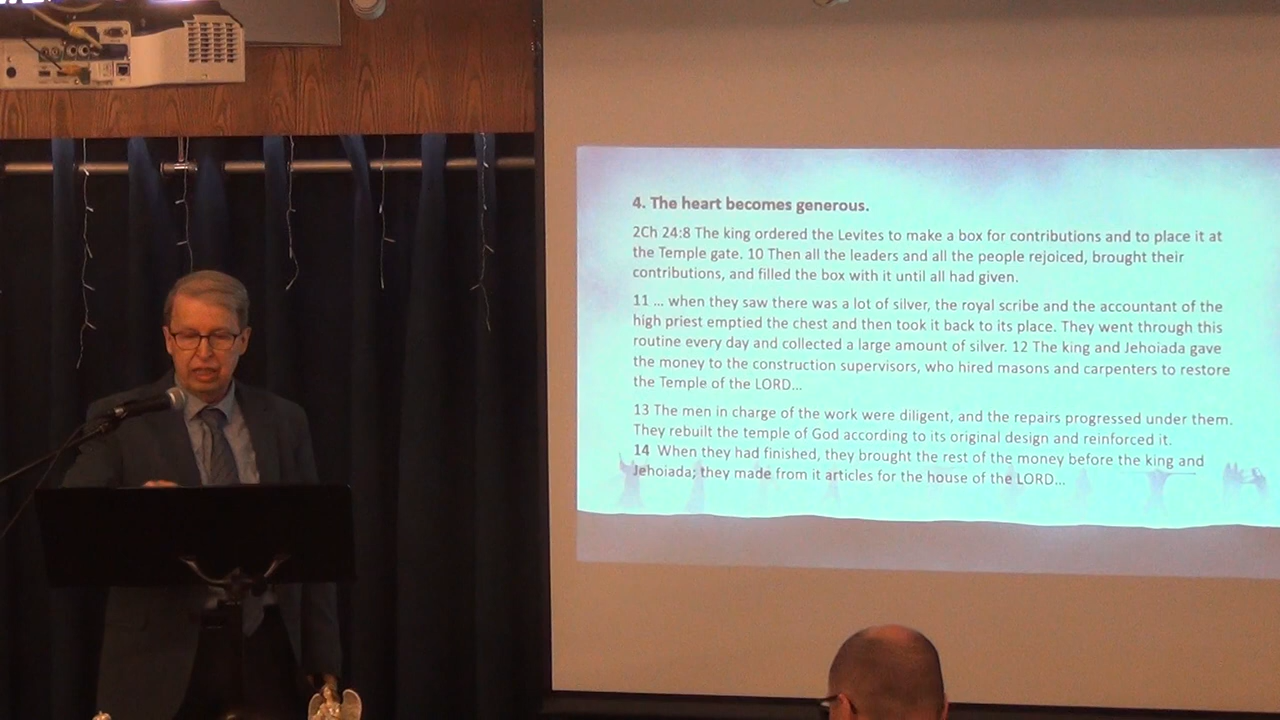 4. The heart becomes generous.
2Ch 24:8 The king ordered the Levites to make a box for contributions and to place it at
the Temple gate. 10 Then all the leaders and all the people rejoiced, brought their
contributions, and filled the box with it until all had given.
11 ... when they saw there was a lot of silver, the royal scribe and the accountant of the
high priest emptied the chest and then took it back to its place. They went through this
routine every day and collected a large amount of silver. 12 The king and Jehoiada gave
the money to the construction supervisors, who hired masons and carpenters to restore
the Temple of the LORD...
13 The men in charge of the work were diligent, and the repairs progressed under them.
They rebuilt the temple of God according to its original design and reinforced it.
14 When they had finished, they brought the rest of the money before the king and
Jehoiada; they made from it articles for the house of the LORD...